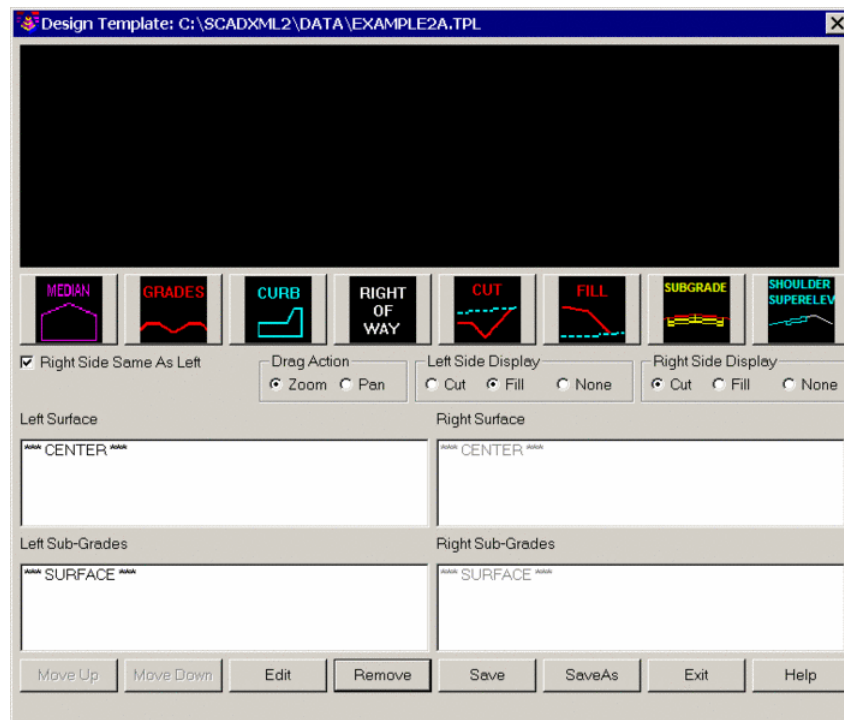 Design Template: C:\SCADXML2\DATA\EXAMPLE2A.TPL
MEDIAN
GRADES
CURB
RIGHT
OF
WAY
CUT
FILL
SUBGRADE
SHOULDER
SUPERELEV
Right Side Same As Left
Drag Action
Zoom Pan
Left Side Display
Cut Fill None
Right Side Display
Cut Fill None
Left Surface
Right Surface
*** CENTER ***
*** CENTER ***
Left Sub-Grades
Right Sub-Grades
*** SURFACE ***
*** SURFACE ***
Move Up Move Down Edit Remove Save SaveAs Exit Help